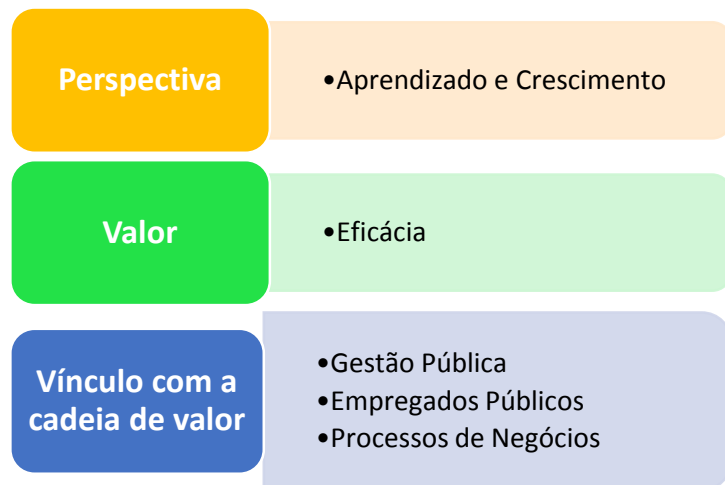 Perspectiva
•Aprendizado e Crescimento
Valor
•Eficácia
Vínculo com a
cadeia de valor
•Gestão Pública
•Empregados Públicos
•Processos de Negócios